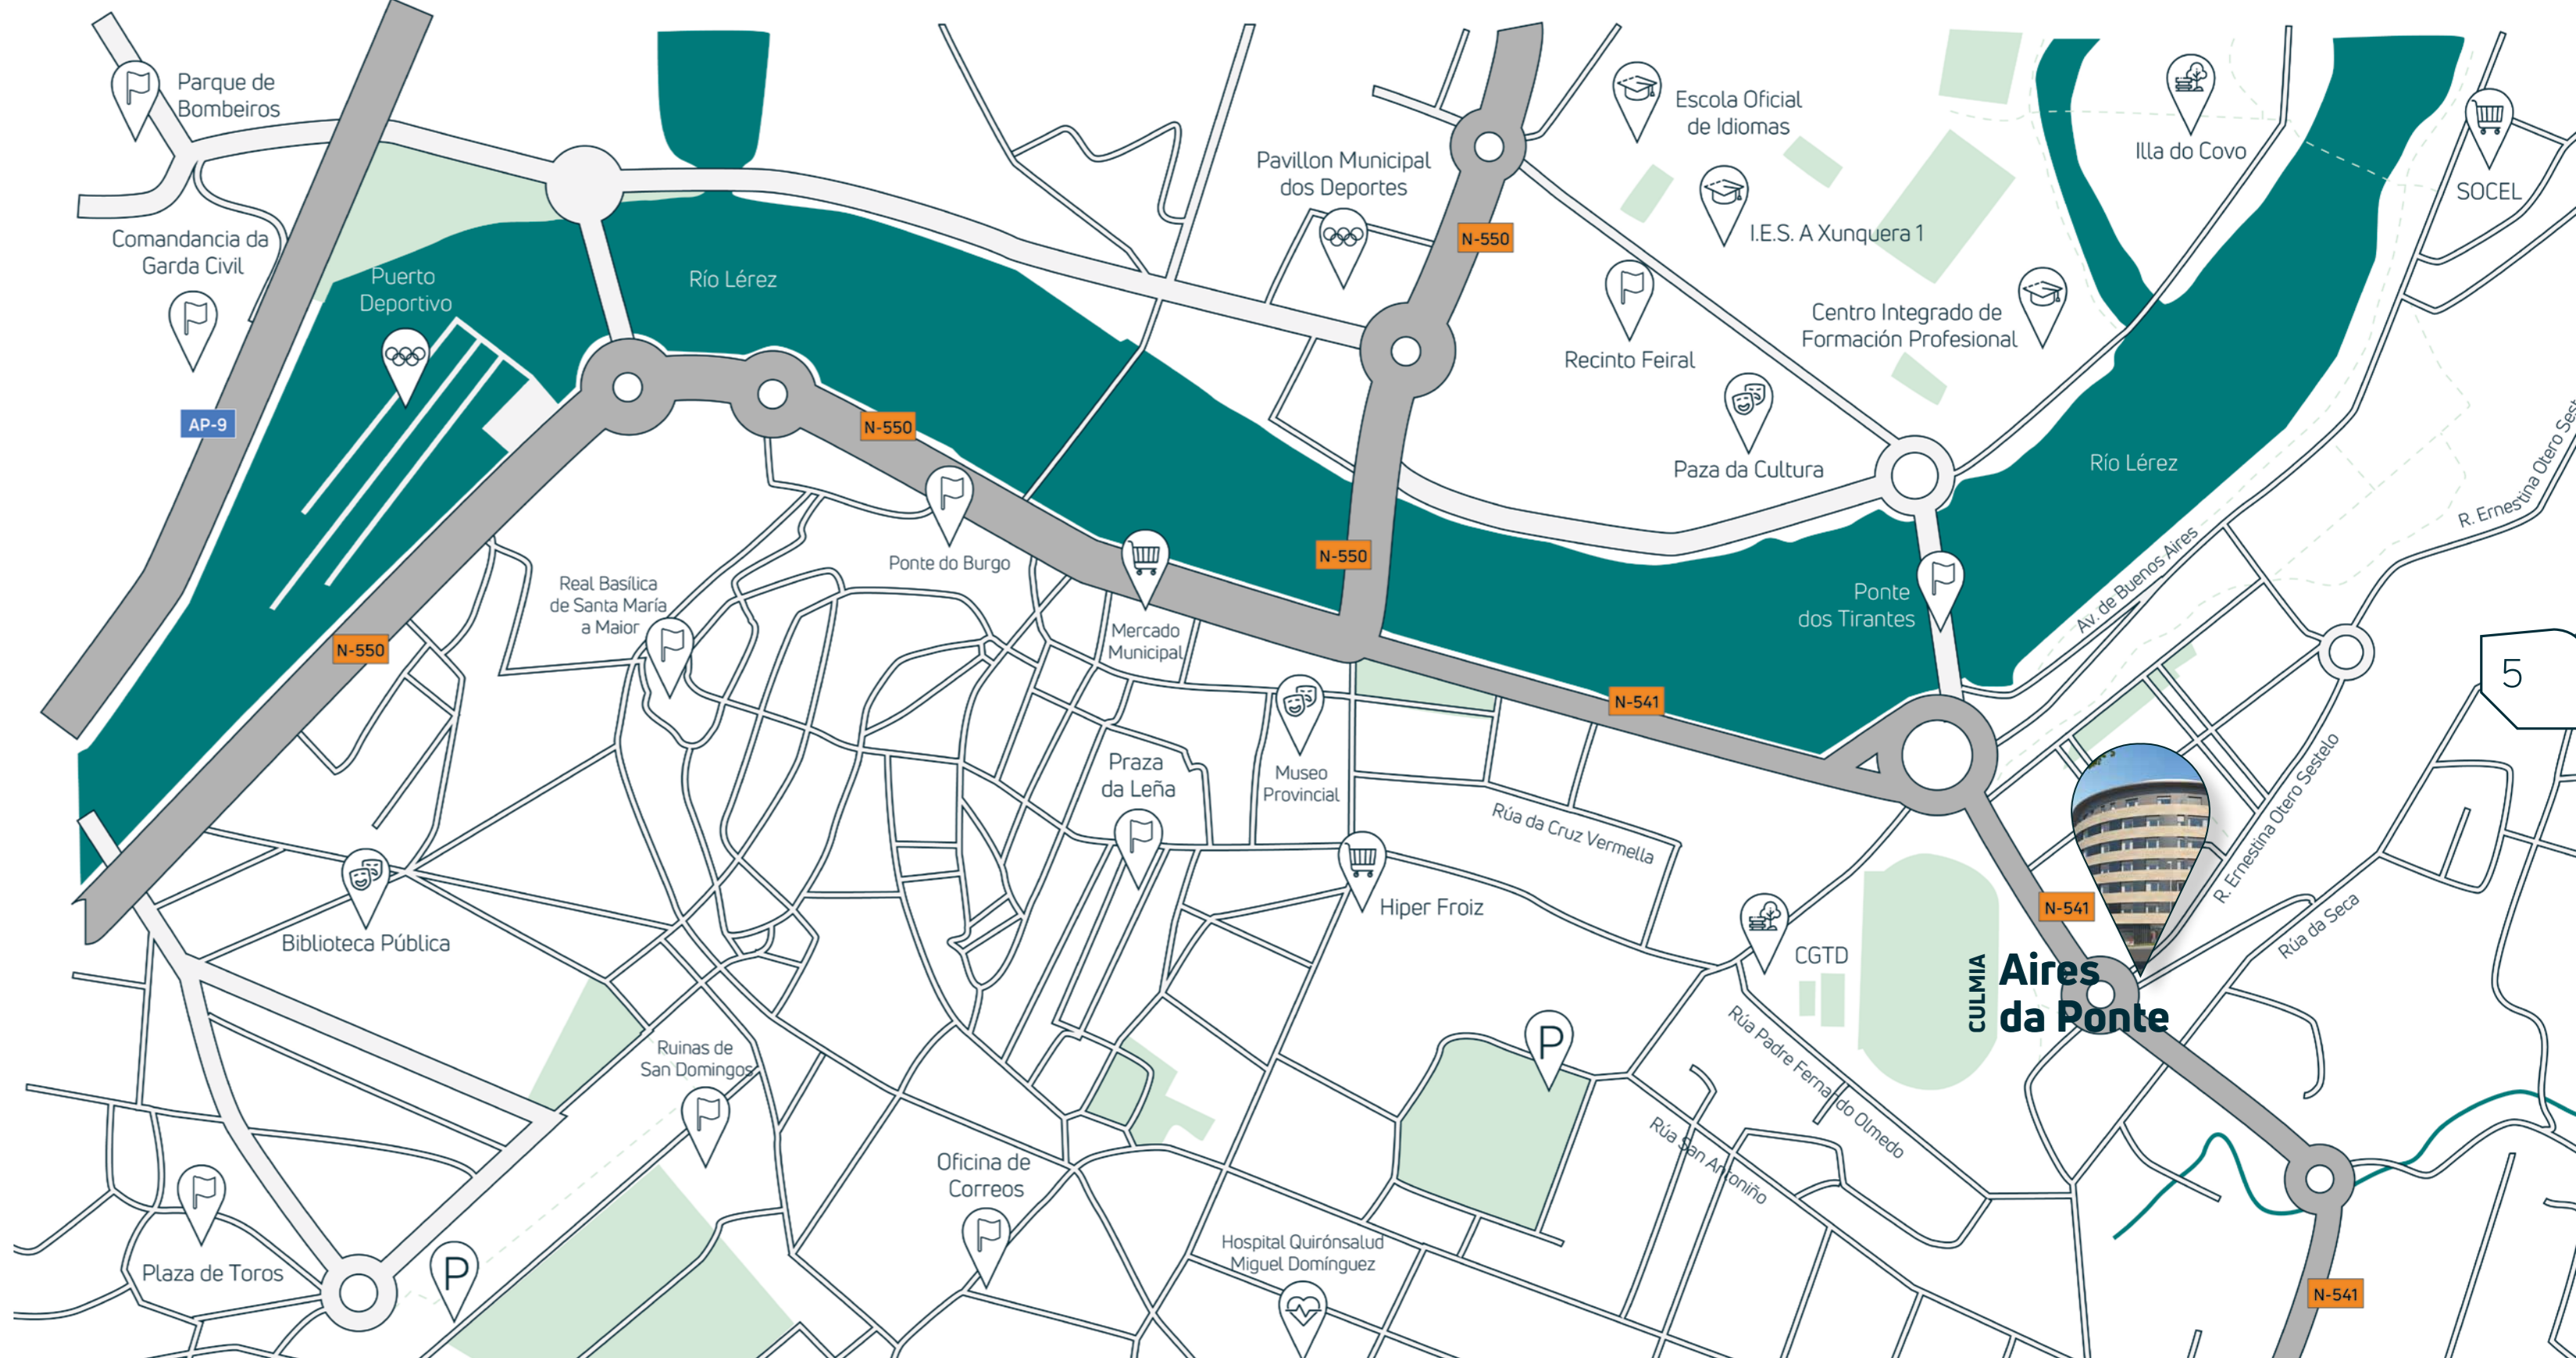 Parque de
Bombeiros
Comandancia da
Garda Civil
Puerto
Deportivo
AP-9
N-550
Río Lérez
N-550
Ponte do Burgo
Real Basílica
de Santa María
a Maior
Mercado
Municipal
Pavillon Municipal
dos Deportes
N-550
N-550
Escola Oficial
de Idiomas
I.E.S. A Xunquera 1
Recinto Feiral
Centro Integrado de
Formación Profesional
Paza da Cultura
Illa do Covo
SOCEL
Río Lérez
R. Ernestina Otero Sest
Av. de Buenos Aires
Ponte
dos Tirantes
N-541
5
Praza
da Leña
Museo
Provincial
Rúa da Cruz Vermella
Hiper Froiz
CGTD
N-541
R. Ernestina Otero Sestelo
Rúa da Seca
CULMIA
Aires
da Ponte
Biblioteca Pública
Ruinas de
San Domingos
P
Rúa Padre Fernando Olmedo
Rúa San Antoniño
Oficina de
Correos
Hospital Quirónsalud
Miguel Domínguez
Plaza de Toros
P
N-541